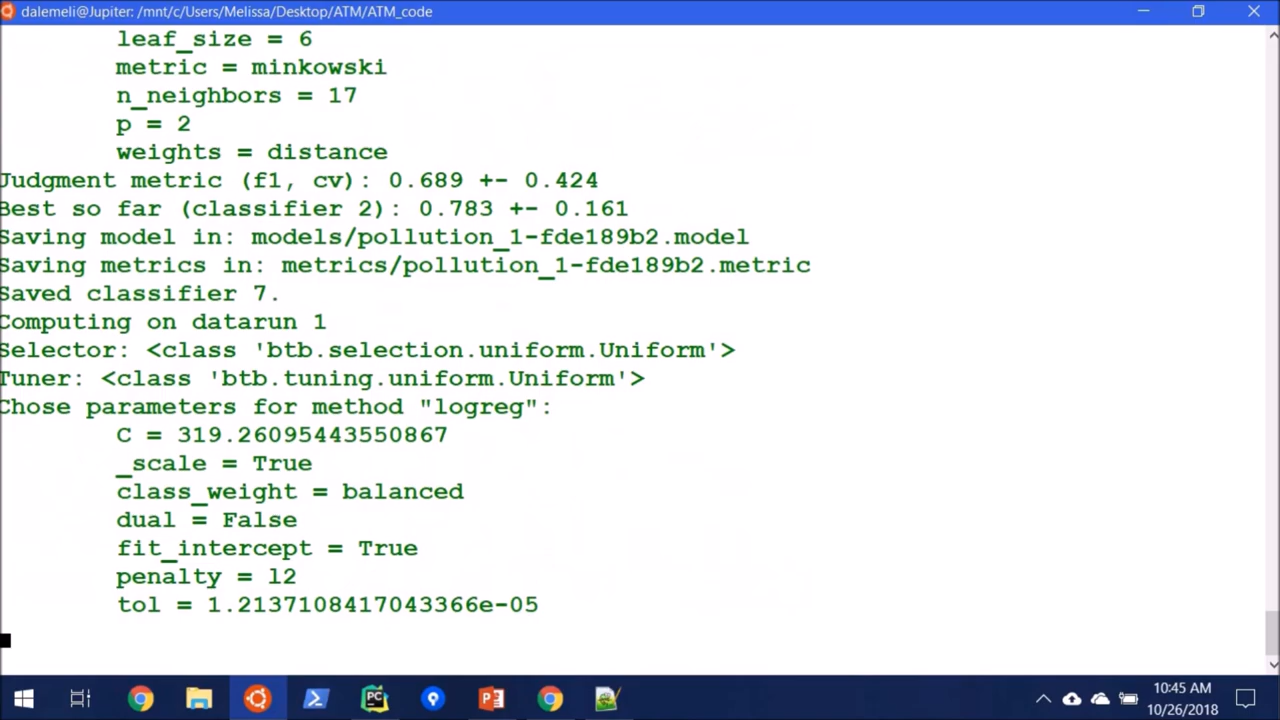 dalemeli@Jupiter: /mnt/c/Users/Melissa/Desktop/ATM/ATM_code
leaf_size = 6
metric = minkowski
n_neighbors = 17
p = 2
weights = distance
Judgment metric (f1, cv): 0.689 +- 0.424
Best so far (classifier 2): 0.783 +- 0.161
Saving model in: models/pollution_1-fde189b2.model
Saving metrics in: metrics/pollution_1-fde189b2.metric
Saved classifier 7.
Computing on datarun 1
Selector: <class 'btb.selection.uniform.Uniform'>
Tuner: <class 'btb.tuning.uniform.Uniform'>
Chose parameters for method "logreg":
C = 319.26095443550867
_scale = True
class_weight = balanced
dual = False
fit_intercept = True
penalty = l2
tol = 1.2137108417043366e-05
10:45 AM
10/26/2018